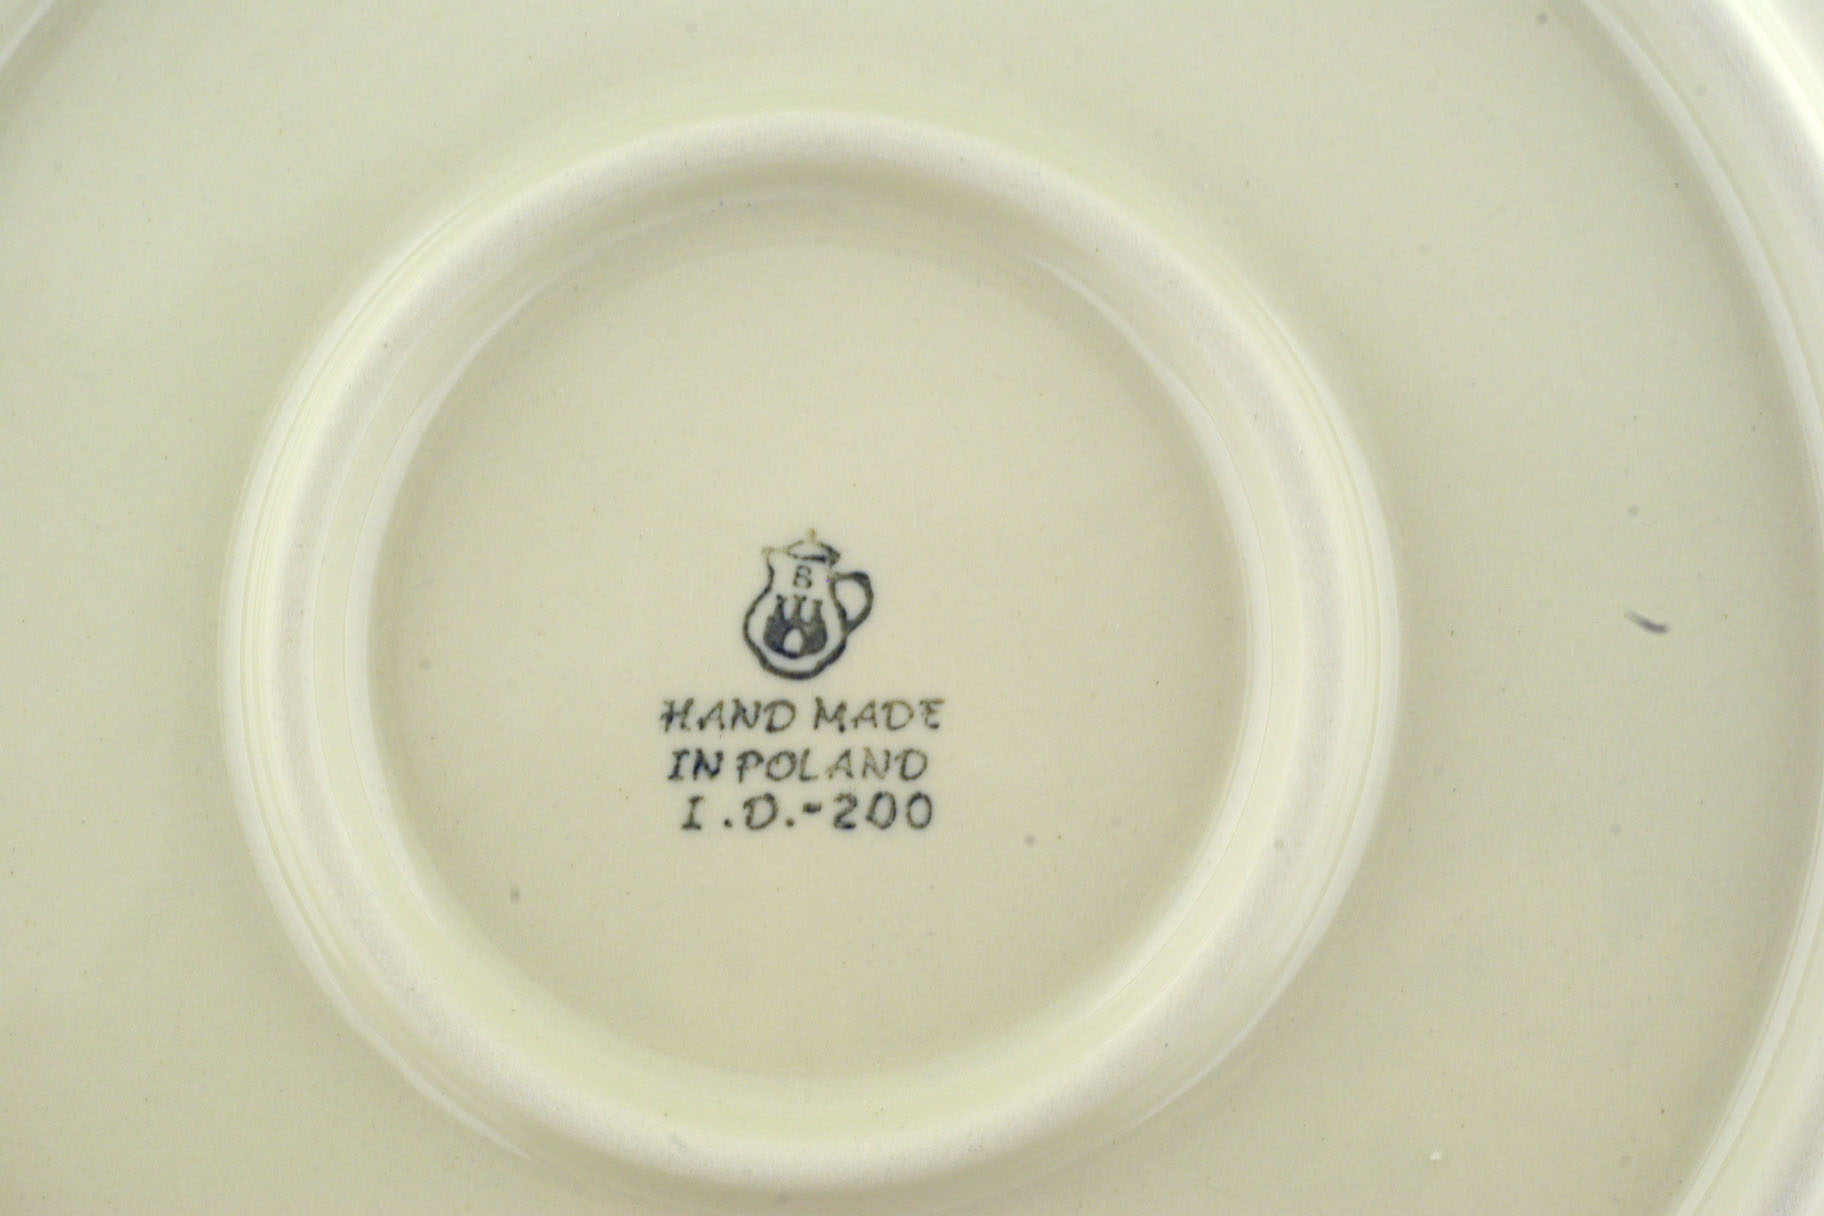 B
HAND MADE
IN POLAND
I.D.-200